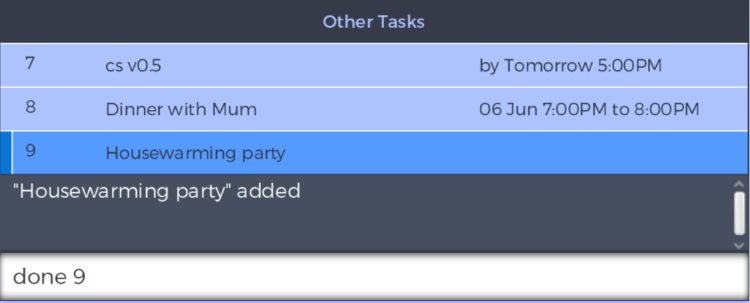 Other Tasks
7 cs v0.5 by Tomorrow 5:00PM
8 Dinner with Mum 06 Jun 7:00PM to 8:00PM
9 Housewarming party
"Housewarming party" added
done 9